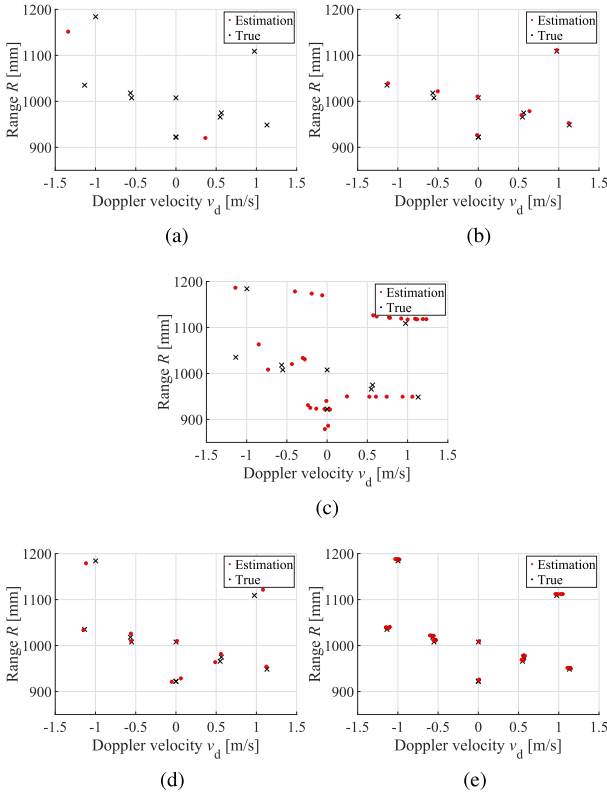 1200
1100
1000
900
Range R [mm]
Estimation
True
-1.5 -1 -0.5 0 0.5 1 1.5
Doppler velocity v_d [m/s]
(a)
1200
1100
1000
900
Range R [mm]
Estimation
True
-1.5 -1 -0.5 0 0.5 1 1.5
Doppler velocity v_d [m/s]
(b)
1200
1100
1000
900
Range R [mm]
Estimation
True
-1.5 -1 -0.5 0 0.5 1 1.5
Doppler velocity v_d [m/s]
(c)
1200
1100
1000
900
Range R [mm]
Estimation
True
-1.5 -1 -0.5 0 0.5 1 1.5
Doppler velocity v_d [m/s]
(d)
1200
1100
1000
900
Range R [mm]
Estimation
True
-1.5 -1 -0.5 0 0.5 1 1.5
Doppler velocity v_d [m/s]
(e)